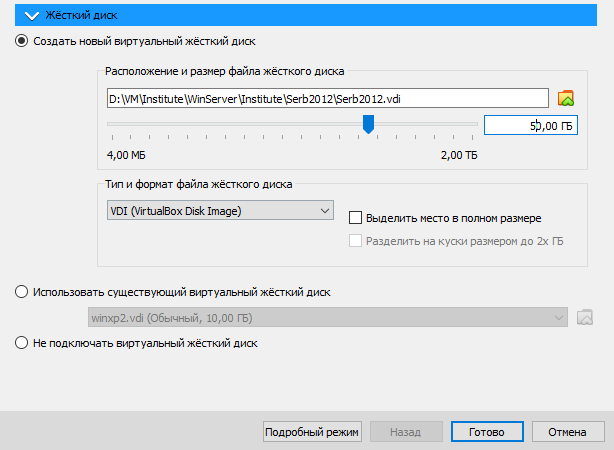 Жёсткий диск
Создать новый виртуальный жёсткий диск
Расположение и размер файла жёсткого диска
D:\VM\Institute\WinServer\Institute\Serb2012\Serb2012.vdi
50,00 ГБ
4,00 МБ 2,00 ТБ
Тип и формат файла жёсткого диска
VDI (VirtualBox Disk Image)
Выделить место в полном размере
Разделить на куски размером до 2х ГБ
Использовать существующий виртуальный жёсткий диск
winxp2.vdi (Обычный, 10,00 ГБ)
Не подключать виртуальный жёсткий диск
Подробный режим Назад Готово Отмена